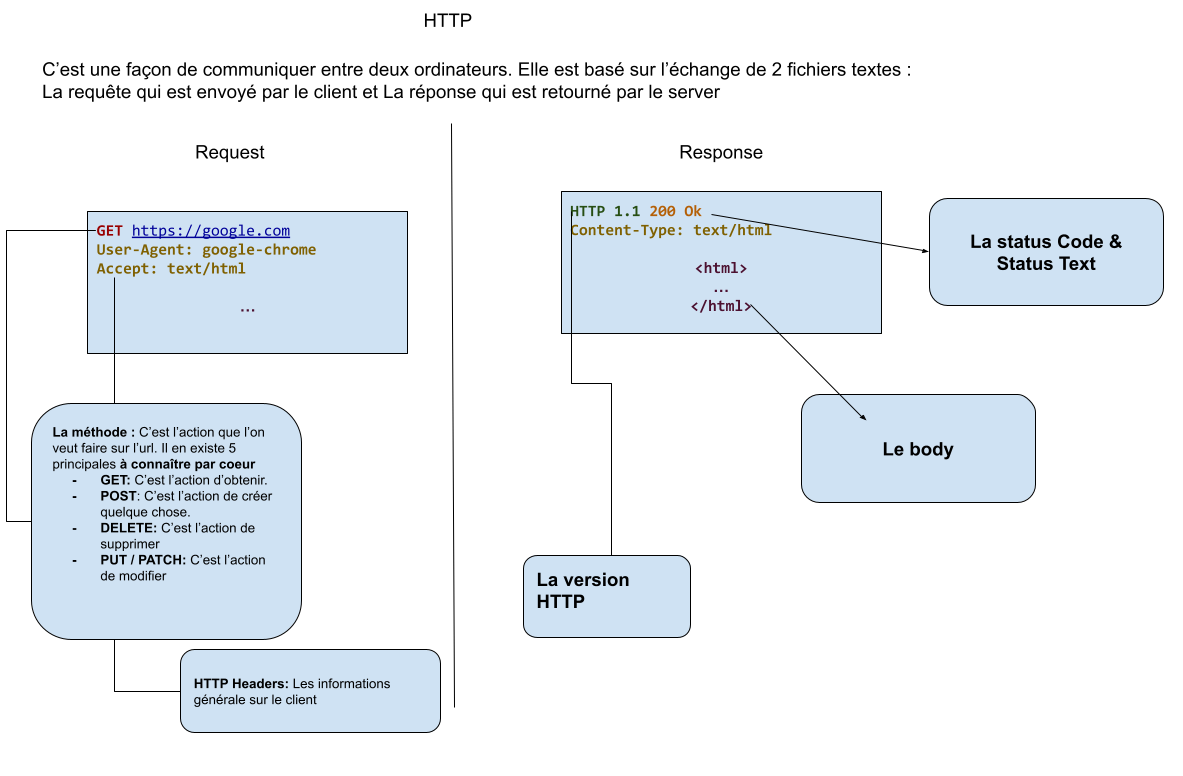 HTTP
C’est une façon de communiquer entre deux ordinateurs. Elle est basé sur l’échange de 2 fichiers textes :
La requête qui est envoyé par le client et La réponse qui est retourné par le server
Request
GET https://google.com
User-Agent: google-chrome
Accept: text/html
...
La méthode : C’est l’action que l’on
veut faire sur l’url. Il en existe 5
principales à connaître par coeur
- GET: C’est l’action d’obtenir.
- POST: C’est l’action de créer
quelque chose.
- DELETE: C’est l’action de
supprimer
- PUT / PATCH: C’est l’action
de modifier
HTTP Headers: Les informations
générale sur le client
Response
HTTP 1.1 200 Ok
Content-Type: text/html
<html>
...
</html>
La status Code &
Status Text
Le body
La version
HTTP